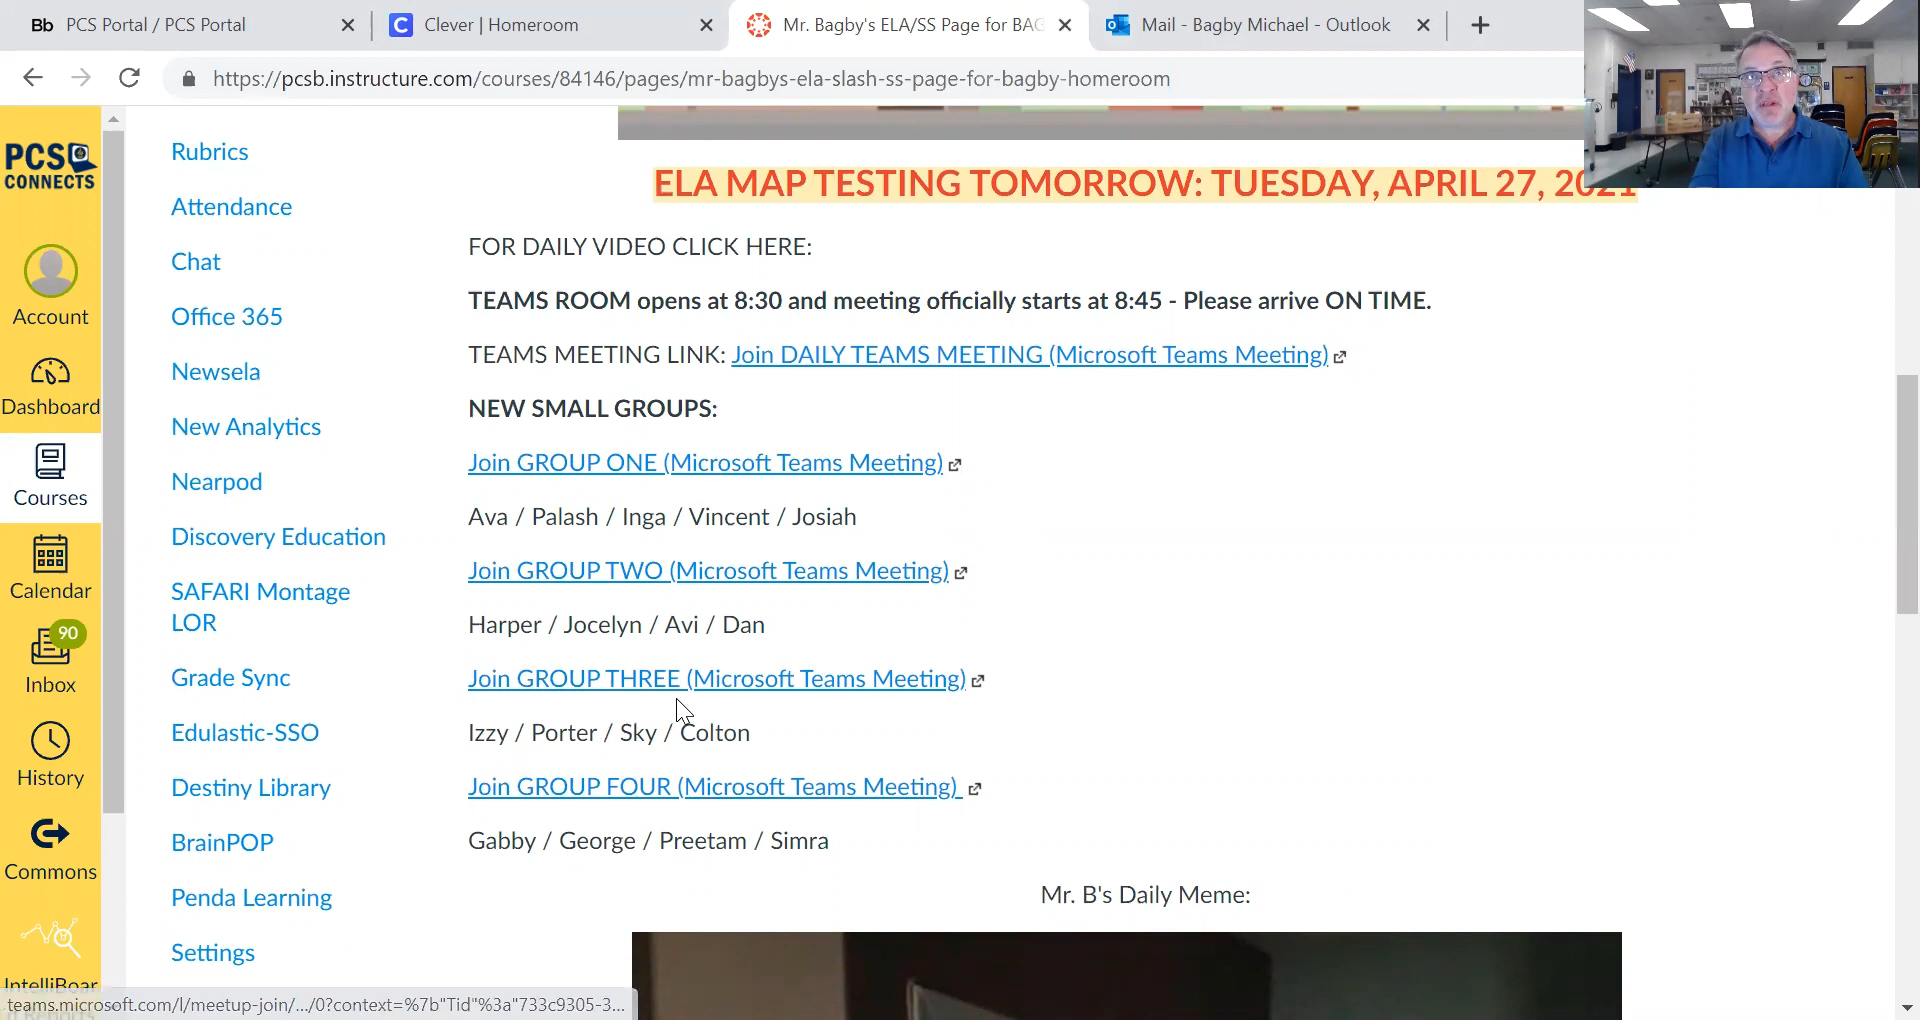 Bb PCS Portal / PCS Portal
C Clever | Homeroom
Mr. Bagby's ELA/SS Page for BAG
Mail - Bagby Michael - Outlook
https://pcsb.instructure.com/courses/84146/pages/mr-bagbys-ela-slash-ss-page-for-bagby-homeroom
PCS
CONNECTS
Account
Dashboard
Courses
Calendar
90
Inbox
History
Commons
IntelliBoar
Rubrics
Attendance
Chat
Office 365
Newsela
New Analytics
Nearpod
Discovery Education
SAFARI Montage
LOR
Grade Sync
Edulastic-SSO
Destiny Library
BrainPOP
Penda Learning
Settings
ELA MAP TESTING TOMORROW: TUESDAY, APRIL 27, 2021
FOR DAILY VIDEO CLICK HERE:
TEAMS ROOM opens at 8:30 and meeting officially starts at 8:45 - Please arrive ON TIME.
TEAMS MEETING LINK: Join DAILY TEAMS MEETING (Microsoft Teams Meeting)
NEW SMALL GROUPS:
Join GROUP ONE (Microsoft Teams Meeting)
Ava / Palash / Inga / Vincent / Josiah
Join GROUP TWO (Microsoft Teams Meeting)
Harper / Jocelyn / Avi / Dan
Join GROUP THREE (Microsoft Teams Meeting)
Izzy / Porter / Sky / Colton
Join GROUP FOUR (Microsoft Teams Meeting)
Gabby / George / Preetam / Simra
Mr. B's Daily Meme:
teams.microsoft.com/l/meetup-join/.../0?context=%7b"Tid"%3a"733c9305-3...